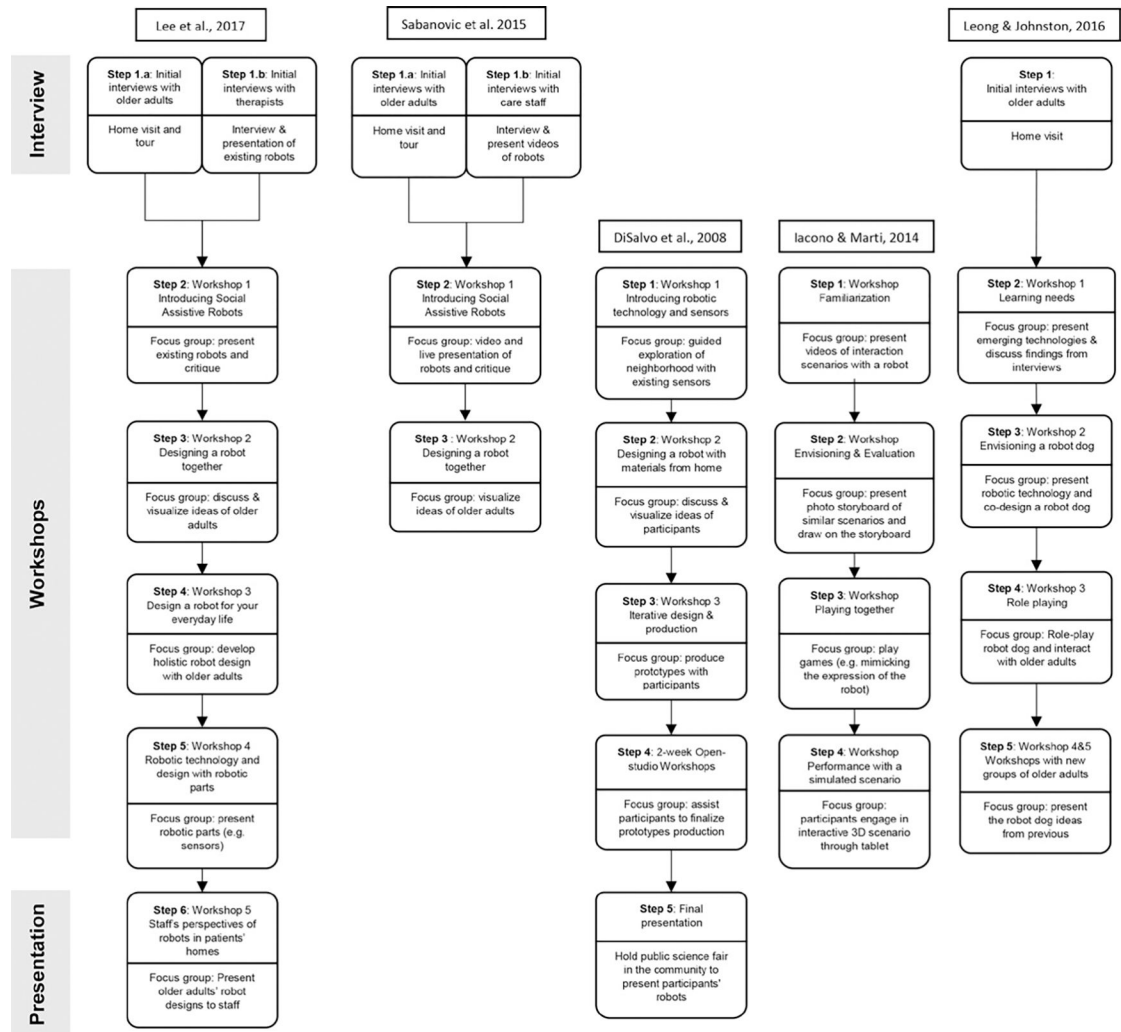 Lee et al., 2017
Sabanovic et al. 2015
Leong & Johnston, 2016
Interview
Step 1.a: Initial
interviews with
older adults
Home visit and
tour
Step 1.b: Initial
interviews with
therapists
Interview &
presentation of
existing robots
Step 1.a: Initial
interviews with
older adults
Home visit and
tour
Step 1.b: Initial
interviews with
care staff
Interview &
present videos
of robots
Step 1:
Initial interviews with
older adults
Home visit
DiSalvo et al., 2008
Iacono & Marti, 2014
Workshops
Step 2: Workshop 1
Introducing Social
Assistive Robots
Focus group: present
existing robots and
critique
Step 3: Workshop 2
Designing a robot
together
Focus group: discuss &
visualize ideas of older
adults
Step 4: Workshop 3
Design a robot for your
everyday life
Focus group: develop
holistic robot design
with older adults
Step 5: Workshop 4
Robotic technology and
design with robotic
parts
Focus group: present
robotic parts (e.g.
sensors)
Step 2: Workshop 1
Introducing Social
Assistive Robots
Focus group: video and
live presentation of
robots and critique
Step 3 : Workshop 2
Designing a robot
together
Focus group: visualize
ideas of older adults
Step 1: Workshop 1
Introducing robotic
technology and sensors
Focus group: guided
exploration of
neighborhood with
existing sensors
Step 2: Workshop 2
Designing a robot with
materials from home
Focus group: discuss &
visualize ideas of
participants
Step 3: Workshop 3
Iterative design &
production
Focus group: produce
prototypes with
participants
Step 4: 2-week Open-
studio Workshops
Focus group: assist
participants to finalize
prototypes production
Step 1: Workshop
Familiarization
Focus group: present
videos of interaction
scenarios with a robot
Step 2: Workshop
Envisioning & Evaluation
Focus group: present
photo storyboard of
similar scenarios and
draw on the storyboard
Step 3: Workshop
Playing together
Focus group: play
games (e.g. mimicking
the expression of the
robot)
Step 4: Workshop
Performance with a
simulated scenario
Focus group:
participants engage in
interactive 3D scenario
through tablet
Step 2: Workshop 1
Learning needs
Focus group: present
emerging technologies &
discuss findings from
interviews
Step 3: Workshop 2
Envisioning a robot dog
Focus group: present
robotic technology and
co-design a robot dog
Step 4: Workshop 3
Role playing
Focus group: Role-play
robot dog and interact
with older adults
Step 5: Workshop 4&5
Workshops with new
groups of older adults
Focus group: present
the robot dog ideas
from previous
Presentation
Step 6: Workshop 5
Staff's perspectives of
robots in patients'
homes
Focus group: Present
older adults' robot
designs to staff
Step 5: Final
presentation
Hold public science fair
in the community to
present participants'
robots